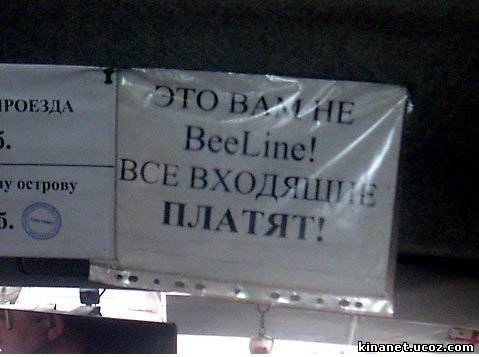 ПРОЕЗДА
б.
му острову
б.
ЭТО ВАМ НЕ
BeeLine!
ВСЕ ВХОДЯЩИЕ
ПЛАТЯТ!
kinanet.ucoz.com